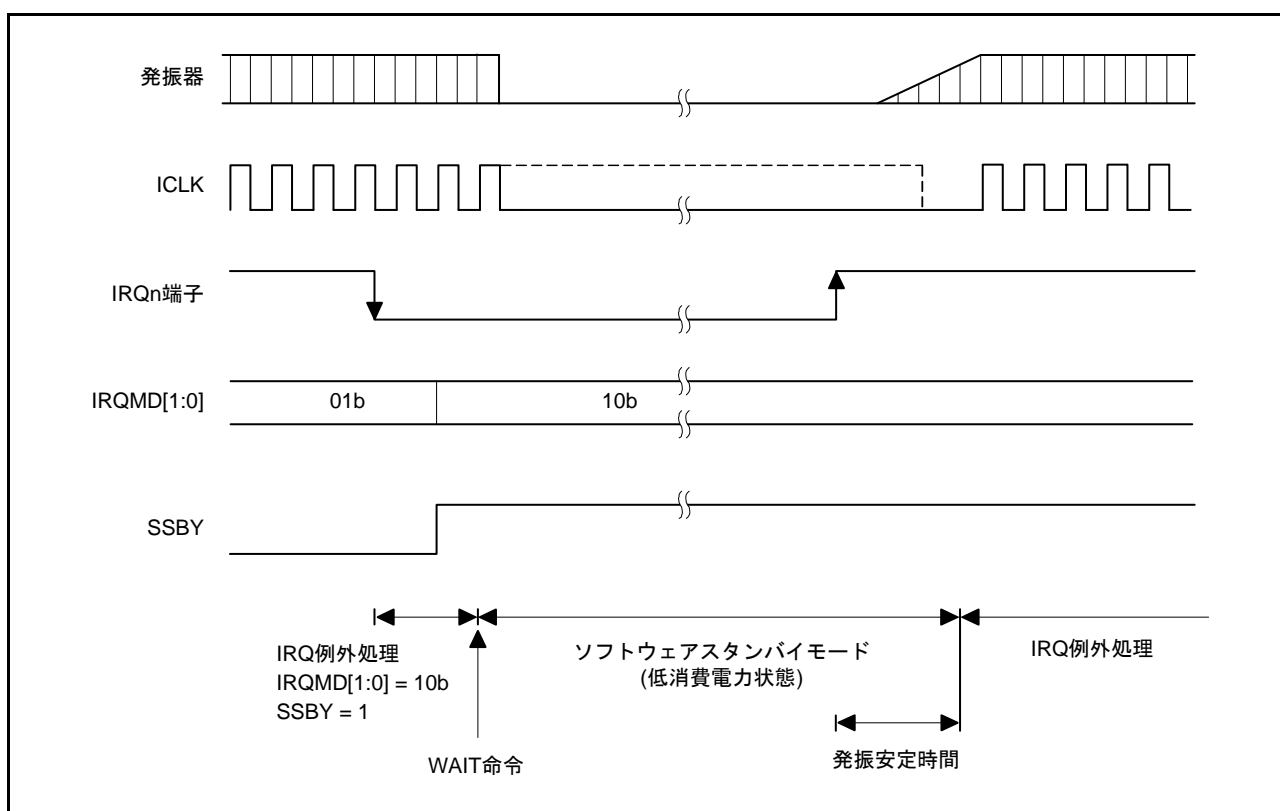 発振器
ICLK
IRQn端子
IRQMD[1:0]
01b
10b
SSBY
IRQ例外処理
IRQMD[1:0] = 10b
SSBY = 1
WAIT命令
ソフトウェアスタンバイモード
(低消費電力状態)
発振安定時間
IRQ例外処理